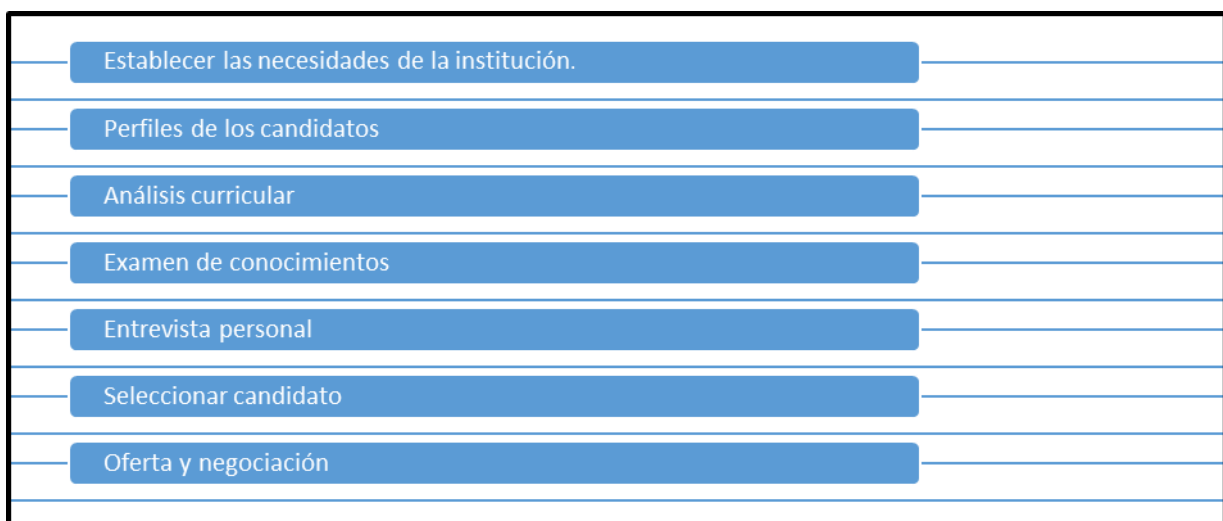 Establecer las necesidades de la institución.
Perfiles de los candidatos
Análisis curricular
Examen de conocimientos
Entrevista personal
Seleccionar candidato
Oferta y negociación